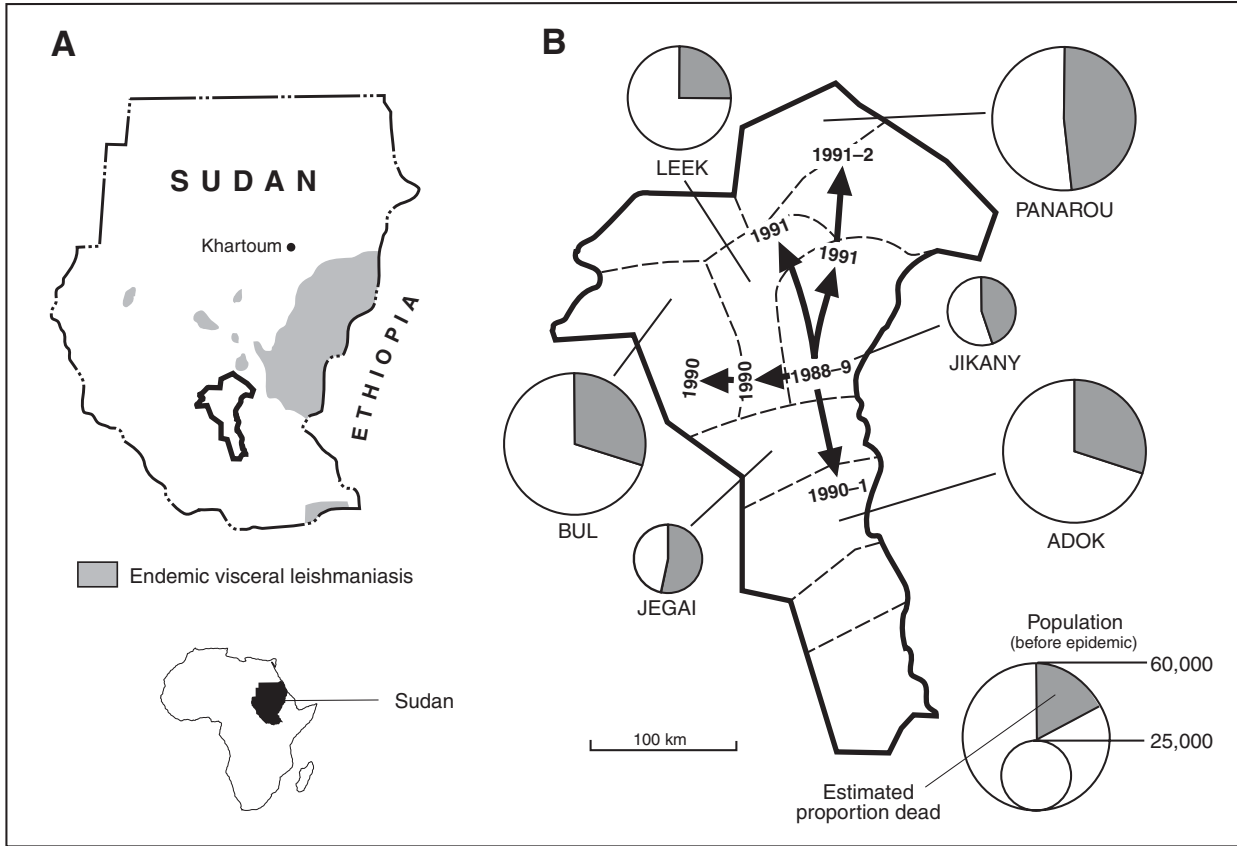 A
SUDAN
Khartoum
ETHIOPIA
Endemic visceral leishmaniasis
Sudan
B
LEEK
PANAROU
1991–2
1991
1991
JIKANY
1988–9
1990
1990
BUL
1990–1
ADOK
JEGAI
Population
(before epidemic)
60,000
25,000
100 km
Estimated
proportion dead